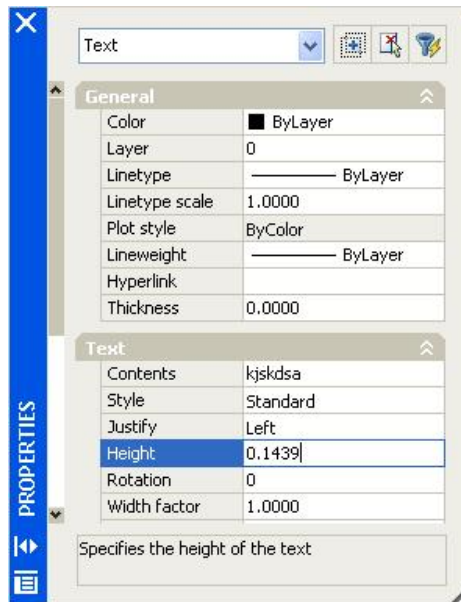 Text
General
Color ByLayer
Layer 0
Linetype ByLayer
Linetype scale 1.0000
Plot style ByColor
Lineweight ByLayer
Hyperlink
Thickness 0.0000
Text
Contents kjskdsa
Style Standard
Justify Left
Height 0.1439
Rotation 0
Width factor 1.0000
Specifies the height of the text
PROPERTIES